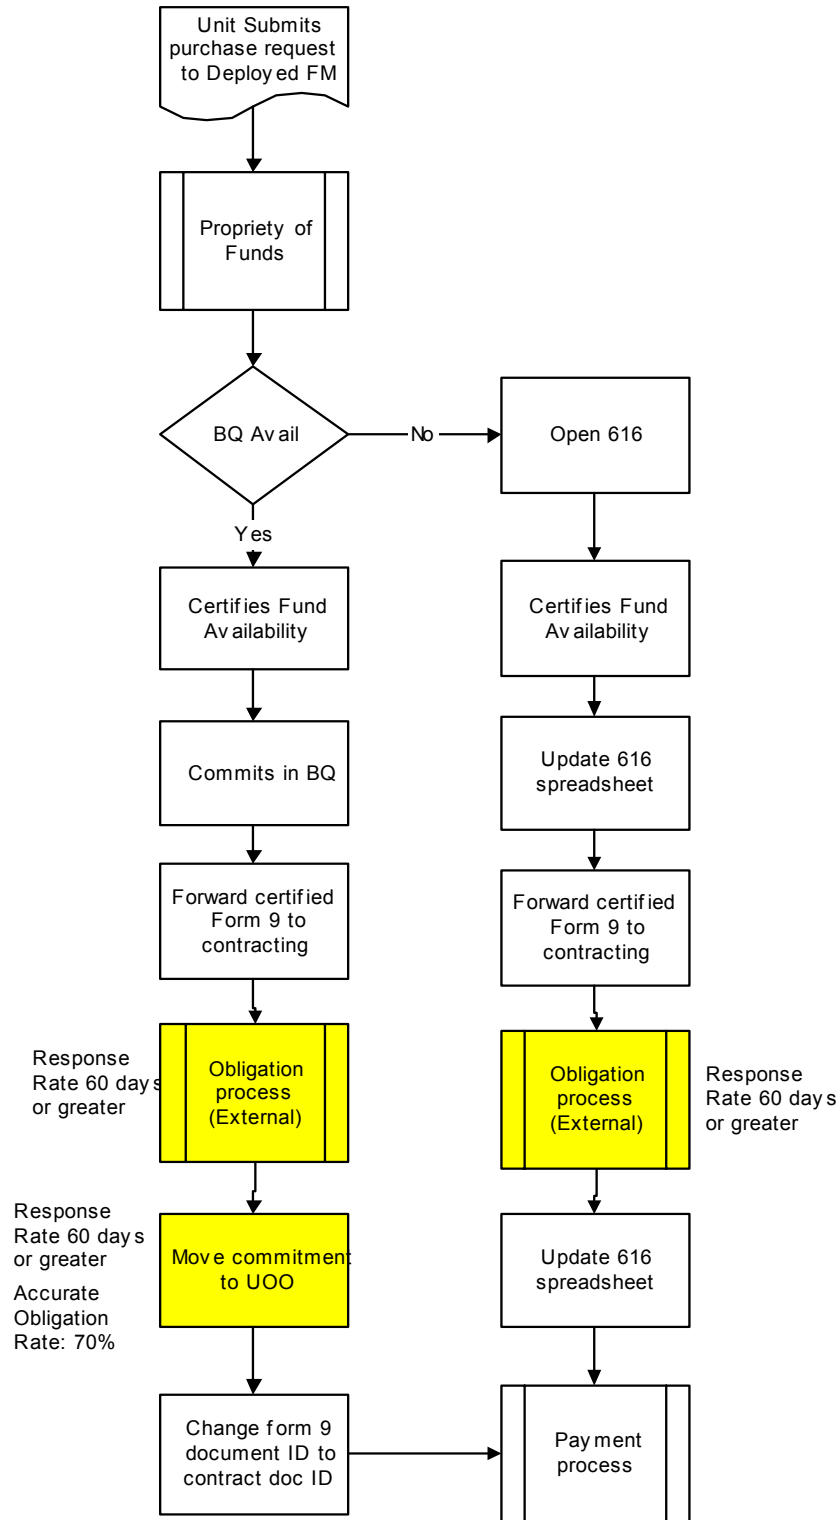 Unit Submits
purchase request
to Deployed FM
Propriety of
Funds
BQ Avail
No
Open 616
Yes
Certifies Fund
Availability
Certifies Fund
Availability
Commits in BQ
Update 616
spreadsheet
Forward certified
Form 9 to
contracting
Forward certified
Form 9 to
contracting
Response
Rate 60 days
or greater
Obligation
process
(External)
Obligation
process
(External)
Response
Rate 60 days
or greater
Response
Rate 60 days
or greater
Accurate
Obligation
Rate: 70%
Move commitment
to UOO
Update 616
spreadsheet
Change form 9
document ID to
contract doc ID
Payment
process